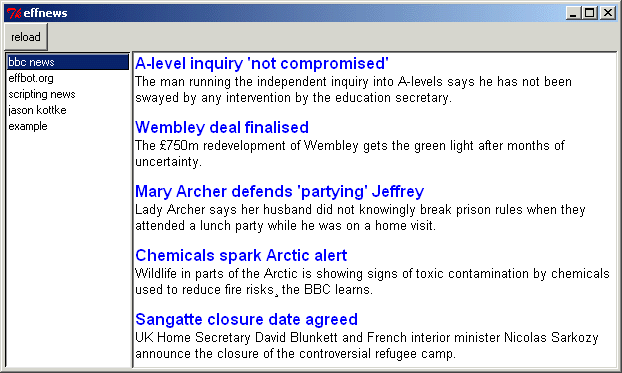 effnews
reload
bbc news
effbot.org
scripting news
jason kottke
example
A-level inquiry 'not compromised'
The man running the independent inquiry into A-levels says he has not been
swayed by any intervention by the education secretary.
Wembley deal finalised
The £750m redevelopment of Wembley gets the green light after months of
uncertainty.
Mary Archer defends 'partying' Jeffrey
Lady Archer says her husband did not knowingly break prison rules when they
attended a lunch party while he was on a home visit.
Chemicals spark Arctic alert
Wildlife in parts of the Arctic is showing signs of toxic contamination by chemicals
used to reduce fire risks¸ the BBC learns.
Sangatte closure date agreed
UK Home Secretary David Blunkett and French interior minister Nicolas Sarkozy
announce the closure of the controversial refugee camp.